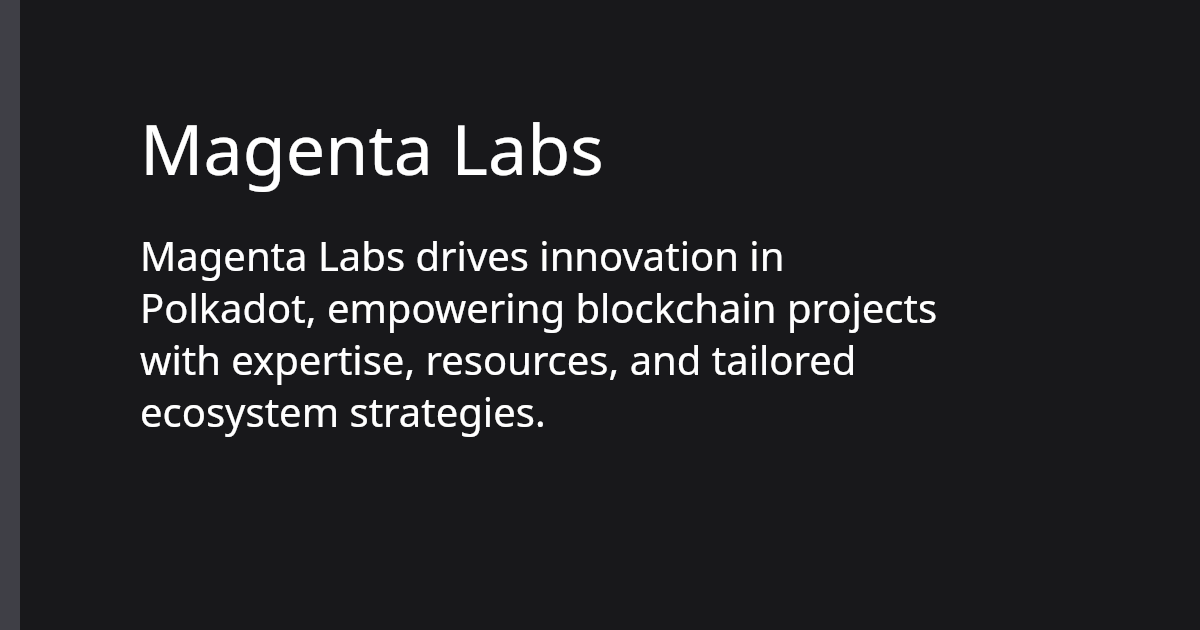 Magenta Labs
Magenta Labs drives innovation in
Polkadot, empowering blockchain projects
with expertise, resources, and tailored
ecosystem strategies.